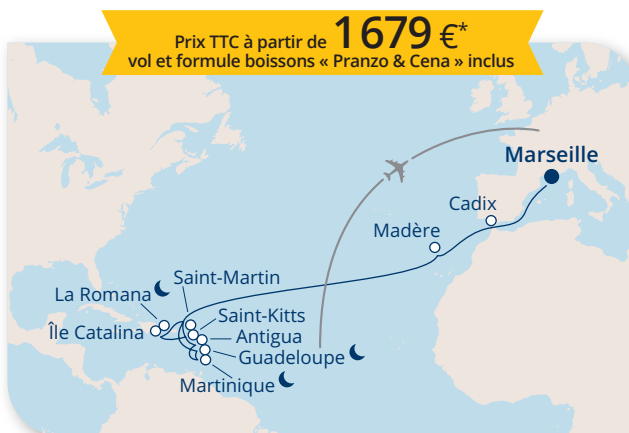 Prix TTC à partir de 1 679 €*
vol et formule boissons « Pranzo & Cena » inclus
Marseille
Cadix
Madère
Saint-Martin
La Romana
Saint-Kitts
Île Catalina
Antigua
Guadeloupe
Martinique